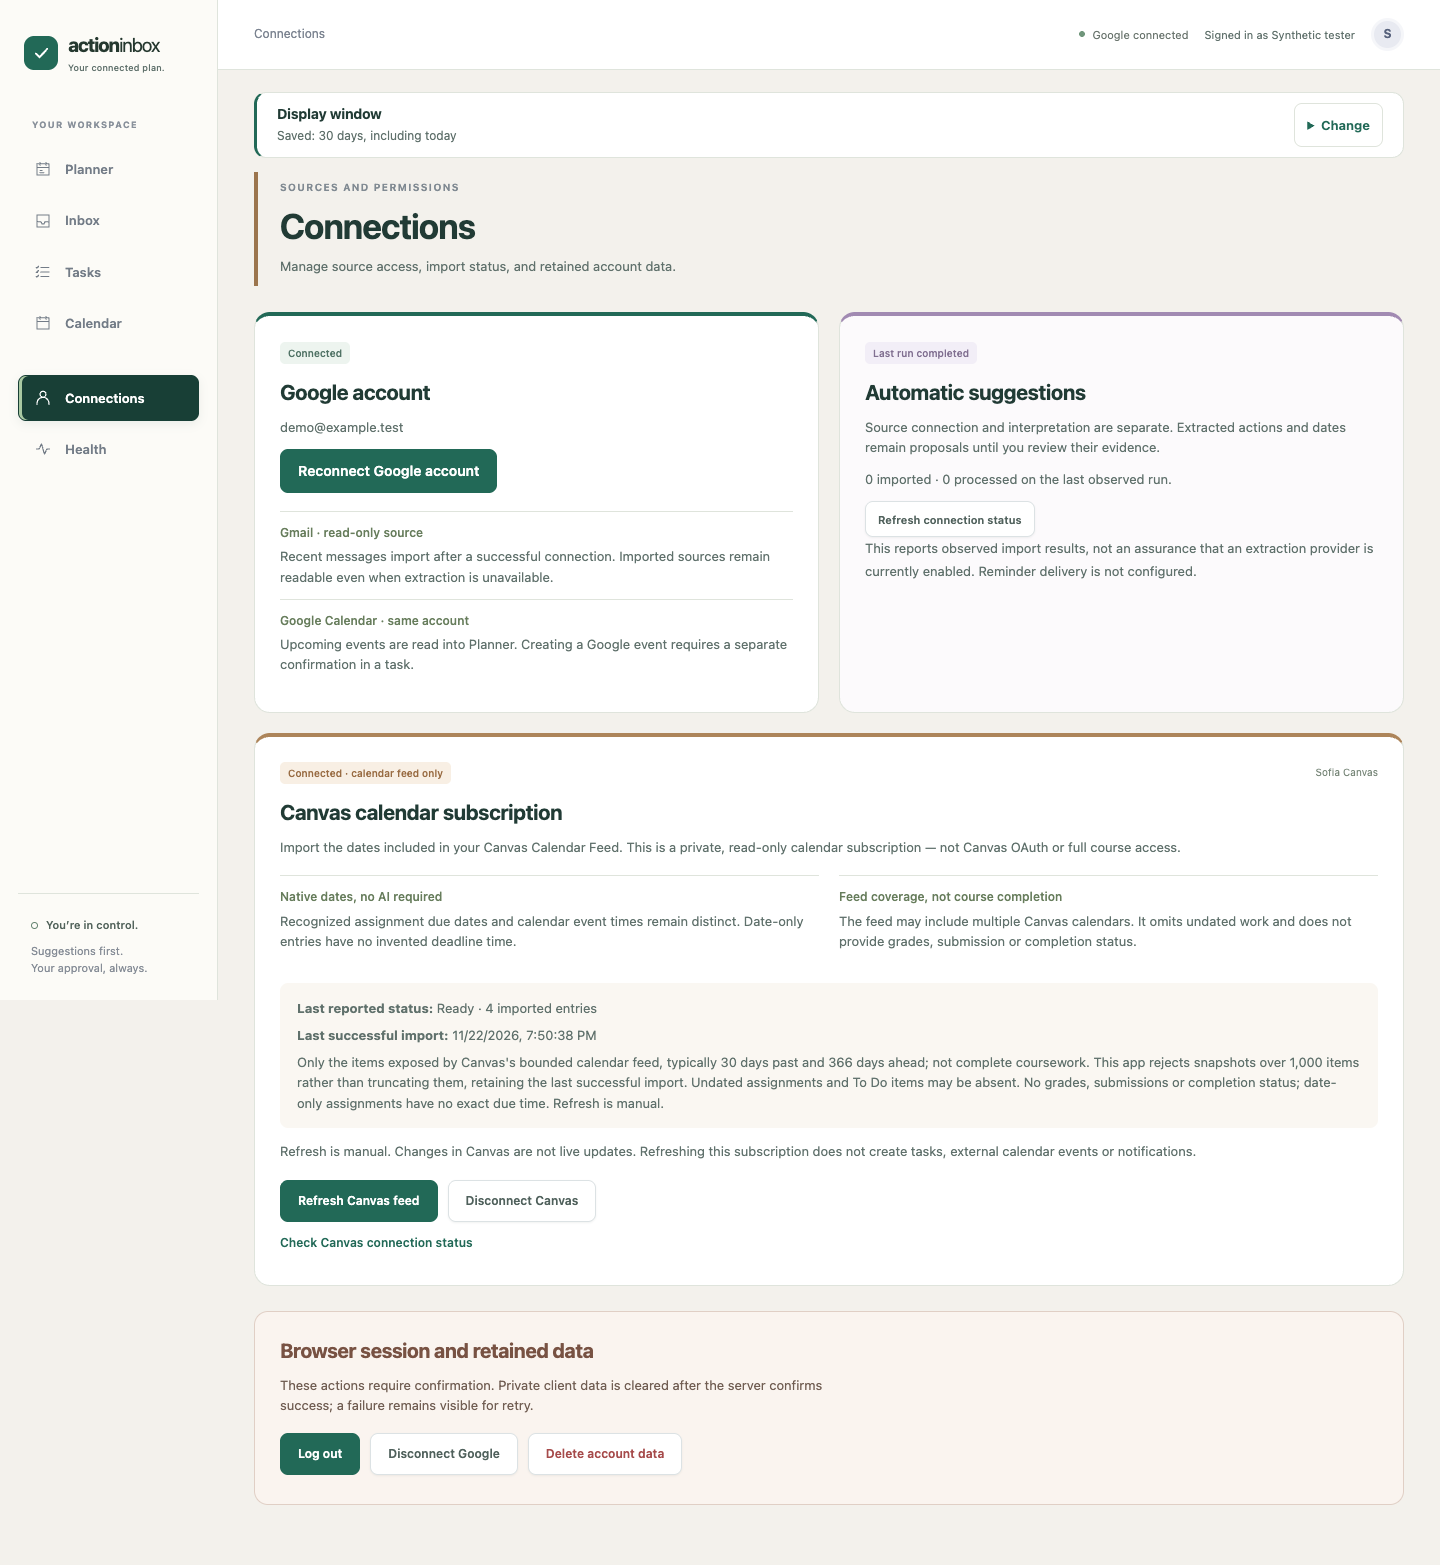 actioninbox
Your connected plan.
YOUR WORKSPACE
Planner
Inbox
Tasks
Calendar
Connections
Health
You're in control.
Suggestions first.
Your approval, always.
Connections
Google connected
Signed in as Synthetic tester
S
Display window
Saved: 30 days, including today
Change
SOURCES AND PERMISSIONS
Connections
Manage source access, import status, and retained account data.
Connected
Google account
demo@example.test
Reconnect Google account
Gmail · read-only source
Recent messages import after a successful connection. Imported sources remain
readable even when extraction is unavailable.
Google Calendar · same account
Upcoming events are read into Planner. Creating a Google event requires a separate
confirmation in a task.
Last run completed
Automatic suggestions
Source connection and interpretation are separate. Extracted actions and dates
remain proposals until you review their evidence.
0 imported · 0 processed on the last observed run.
Refresh connection status
This reports observed import results, not an assurance that an extraction provider is
currently enabled. Reminder delivery is not configured.
Connected · calendar feed only
Sofia Canvas
Canvas calendar subscription
Import the dates included in your Canvas Calendar Feed. This is a private, read-only calendar subscription — not Canvas OAuth or full course access.
Native dates, no AI required
Recognized assignment due dates and calendar event times remain distinct. Date-only
entries have no invented deadline time.
Feed coverage, not course completion
The feed may include multiple Canvas calendars. It omits undated work and does not
provide grades, submission or completion status.
Last reported status: Ready · 4 imported entries
Last successful import: 11/22/2026, 7:50:38 PM
Only the items exposed by Canvas's bounded calendar feed, typically 30 days past and 366 days ahead; not complete coursework. This app rejects snapshots over 1,000 items
rather than truncating them, retaining the last successful import. Undated assignments and To Do items may be absent. No grades, submissions or completion status; date-
only assignments have no exact due time. Refresh is manual.
Refresh is manual. Changes in Canvas are not live updates. Refreshing this subscription does not create tasks, external calendar events or notifications.
Refresh Canvas feed
Disconnect Canvas
Check Canvas connection status
Browser session and retained data
These actions require confirmation. Private client data is cleared after the server confirms
success; a failure remains visible for retry.
Log out
Disconnect Google
Delete account data